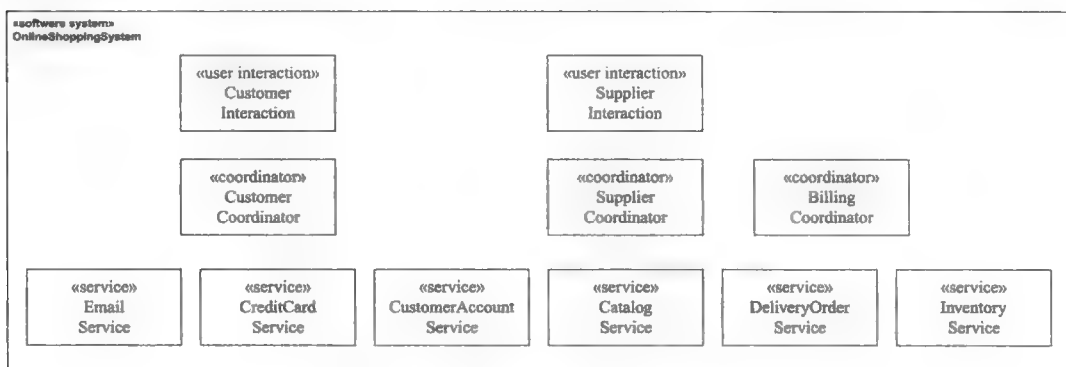 «software system»
OnlineShoppingSystem
«user interaction»
Customer
Interaction
«user interaction»
Supplier
Interaction
«coordinator»
Customer
Coordinator
«coordinator»
Supplier
Coordinator
«coordinator»
Billing
Coordinator
«service»
Email
Service
«service»
CreditCard
Service
«service»
CustomerAccount
Service
«service»
Catalog
Service
«service»
DeliveryOrder
Service
«service»
Inventory
Service